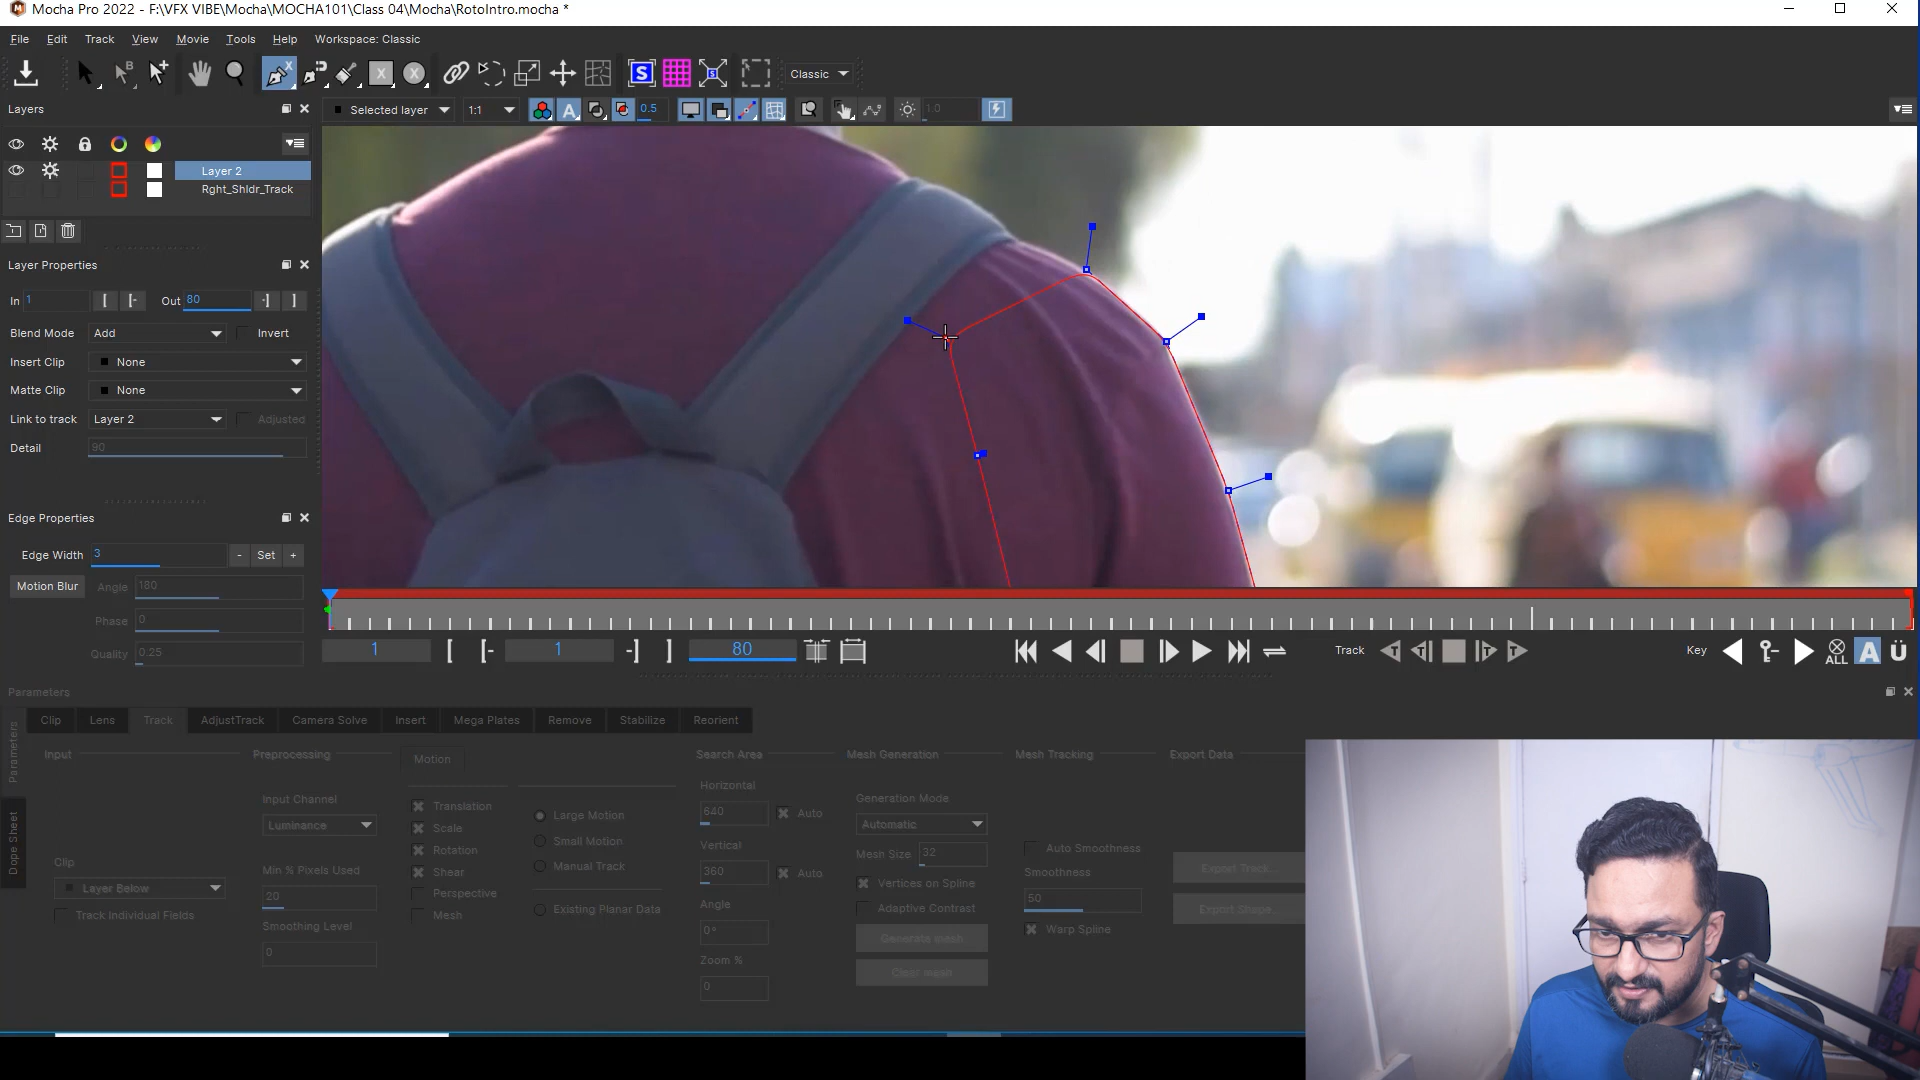 Mocha Pro 2022 - F:\VFX VIBE\Mocha\MOCHA101\Class 04\Mocha\RotoIntro.mocha *
File Edit Track View Movie Tools Help Workspace: Classic
B X S S Classic
Layers
Selected layer 1:1 A 0.5 1.0
Layer 2
Rght_Shldr_Track
Layer Properties
In 1 [ [- Out 80 -] ]
Blend Mode Add Invert
Insert Clip None
Matte Clip None
Link to track Layer 2 Adjusted
Detail 90
Edge Properties
Edge Width 3 - Set +
Motion Blur Angle 180
Phase 0
Quality 0.25
1 [ [- 1 -] ] 80 Track T T T T Key ALL A Ü
Parameters
Parameters
Dope Sheet
Clip Lens Track AdjustTrack Camera Solve Insert Mega Plates Remove Stabilize Reorient
Input Preprocessing Motion Search Area Mesh Generation Mesh Tracking Export Data
Clip
Layer Below
Track Individual Fields
Input Channel
Luminance
Min % Pixels Used
20
Smoothing Level
0
Translation
Scale
Rotation
Shear
Perspective
Mesh
Large Motion
Small Motion
Manual Track
Existing Planar Data
Horizontal
640 Auto
Vertical
360 Auto
Angle
0°
Zoom %
0
Generation Mode
Automatic
Mesh Size 32
Vertices on Spline
Adaptive Contrast
Generate mesh
Clear mesh
Auto Smoothness
Smoothness
50
Warp Spline
Export Track...
Export Shape...